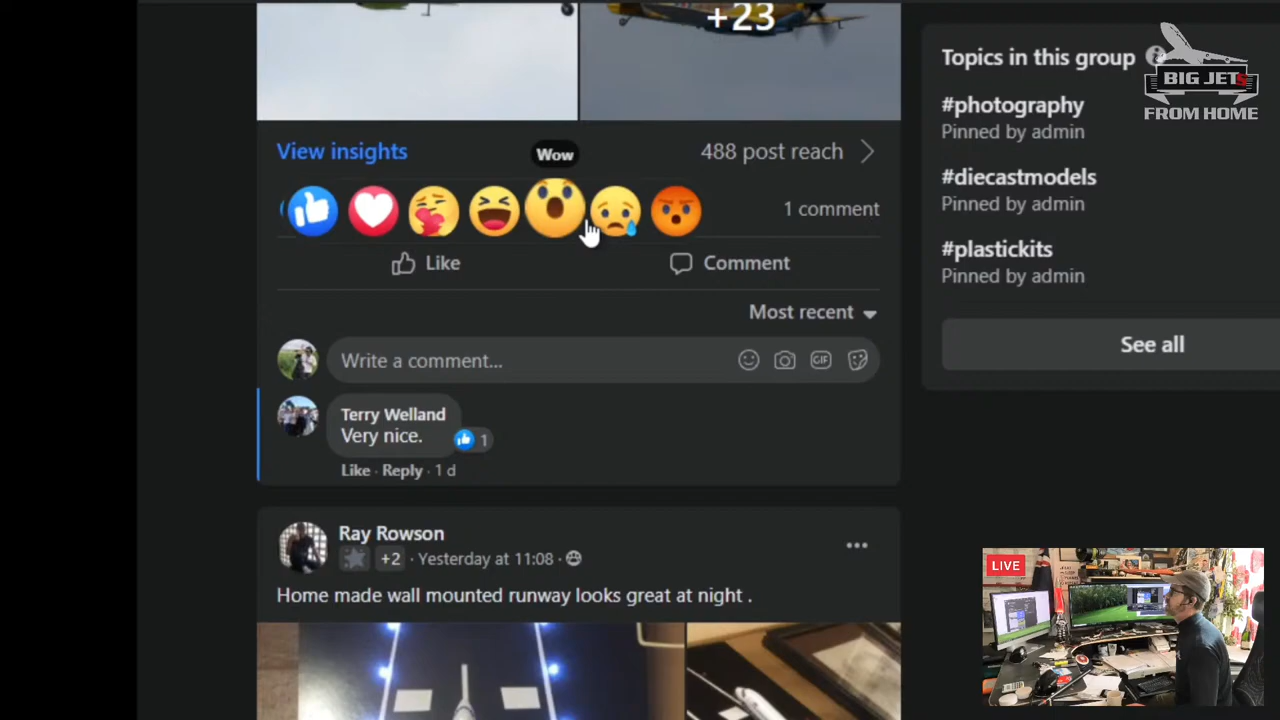 +23
View insights
Wow
488 post reach
1 comment
Like
Comment
Most recent
Write a comment...
GIF
Terry Welland
Very nice.
1
Like · Reply · 1 d
Ray Rowson
+2 · Yesterday at 11:08 ·
Home made wall mounted runway looks great at night .
Topics in this group
#photography
Pinned by admin
#diecastmodels
Pinned by admin
#plastickits
Pinned by admin
See all
BIG JETS
FROM HOME
LIVE